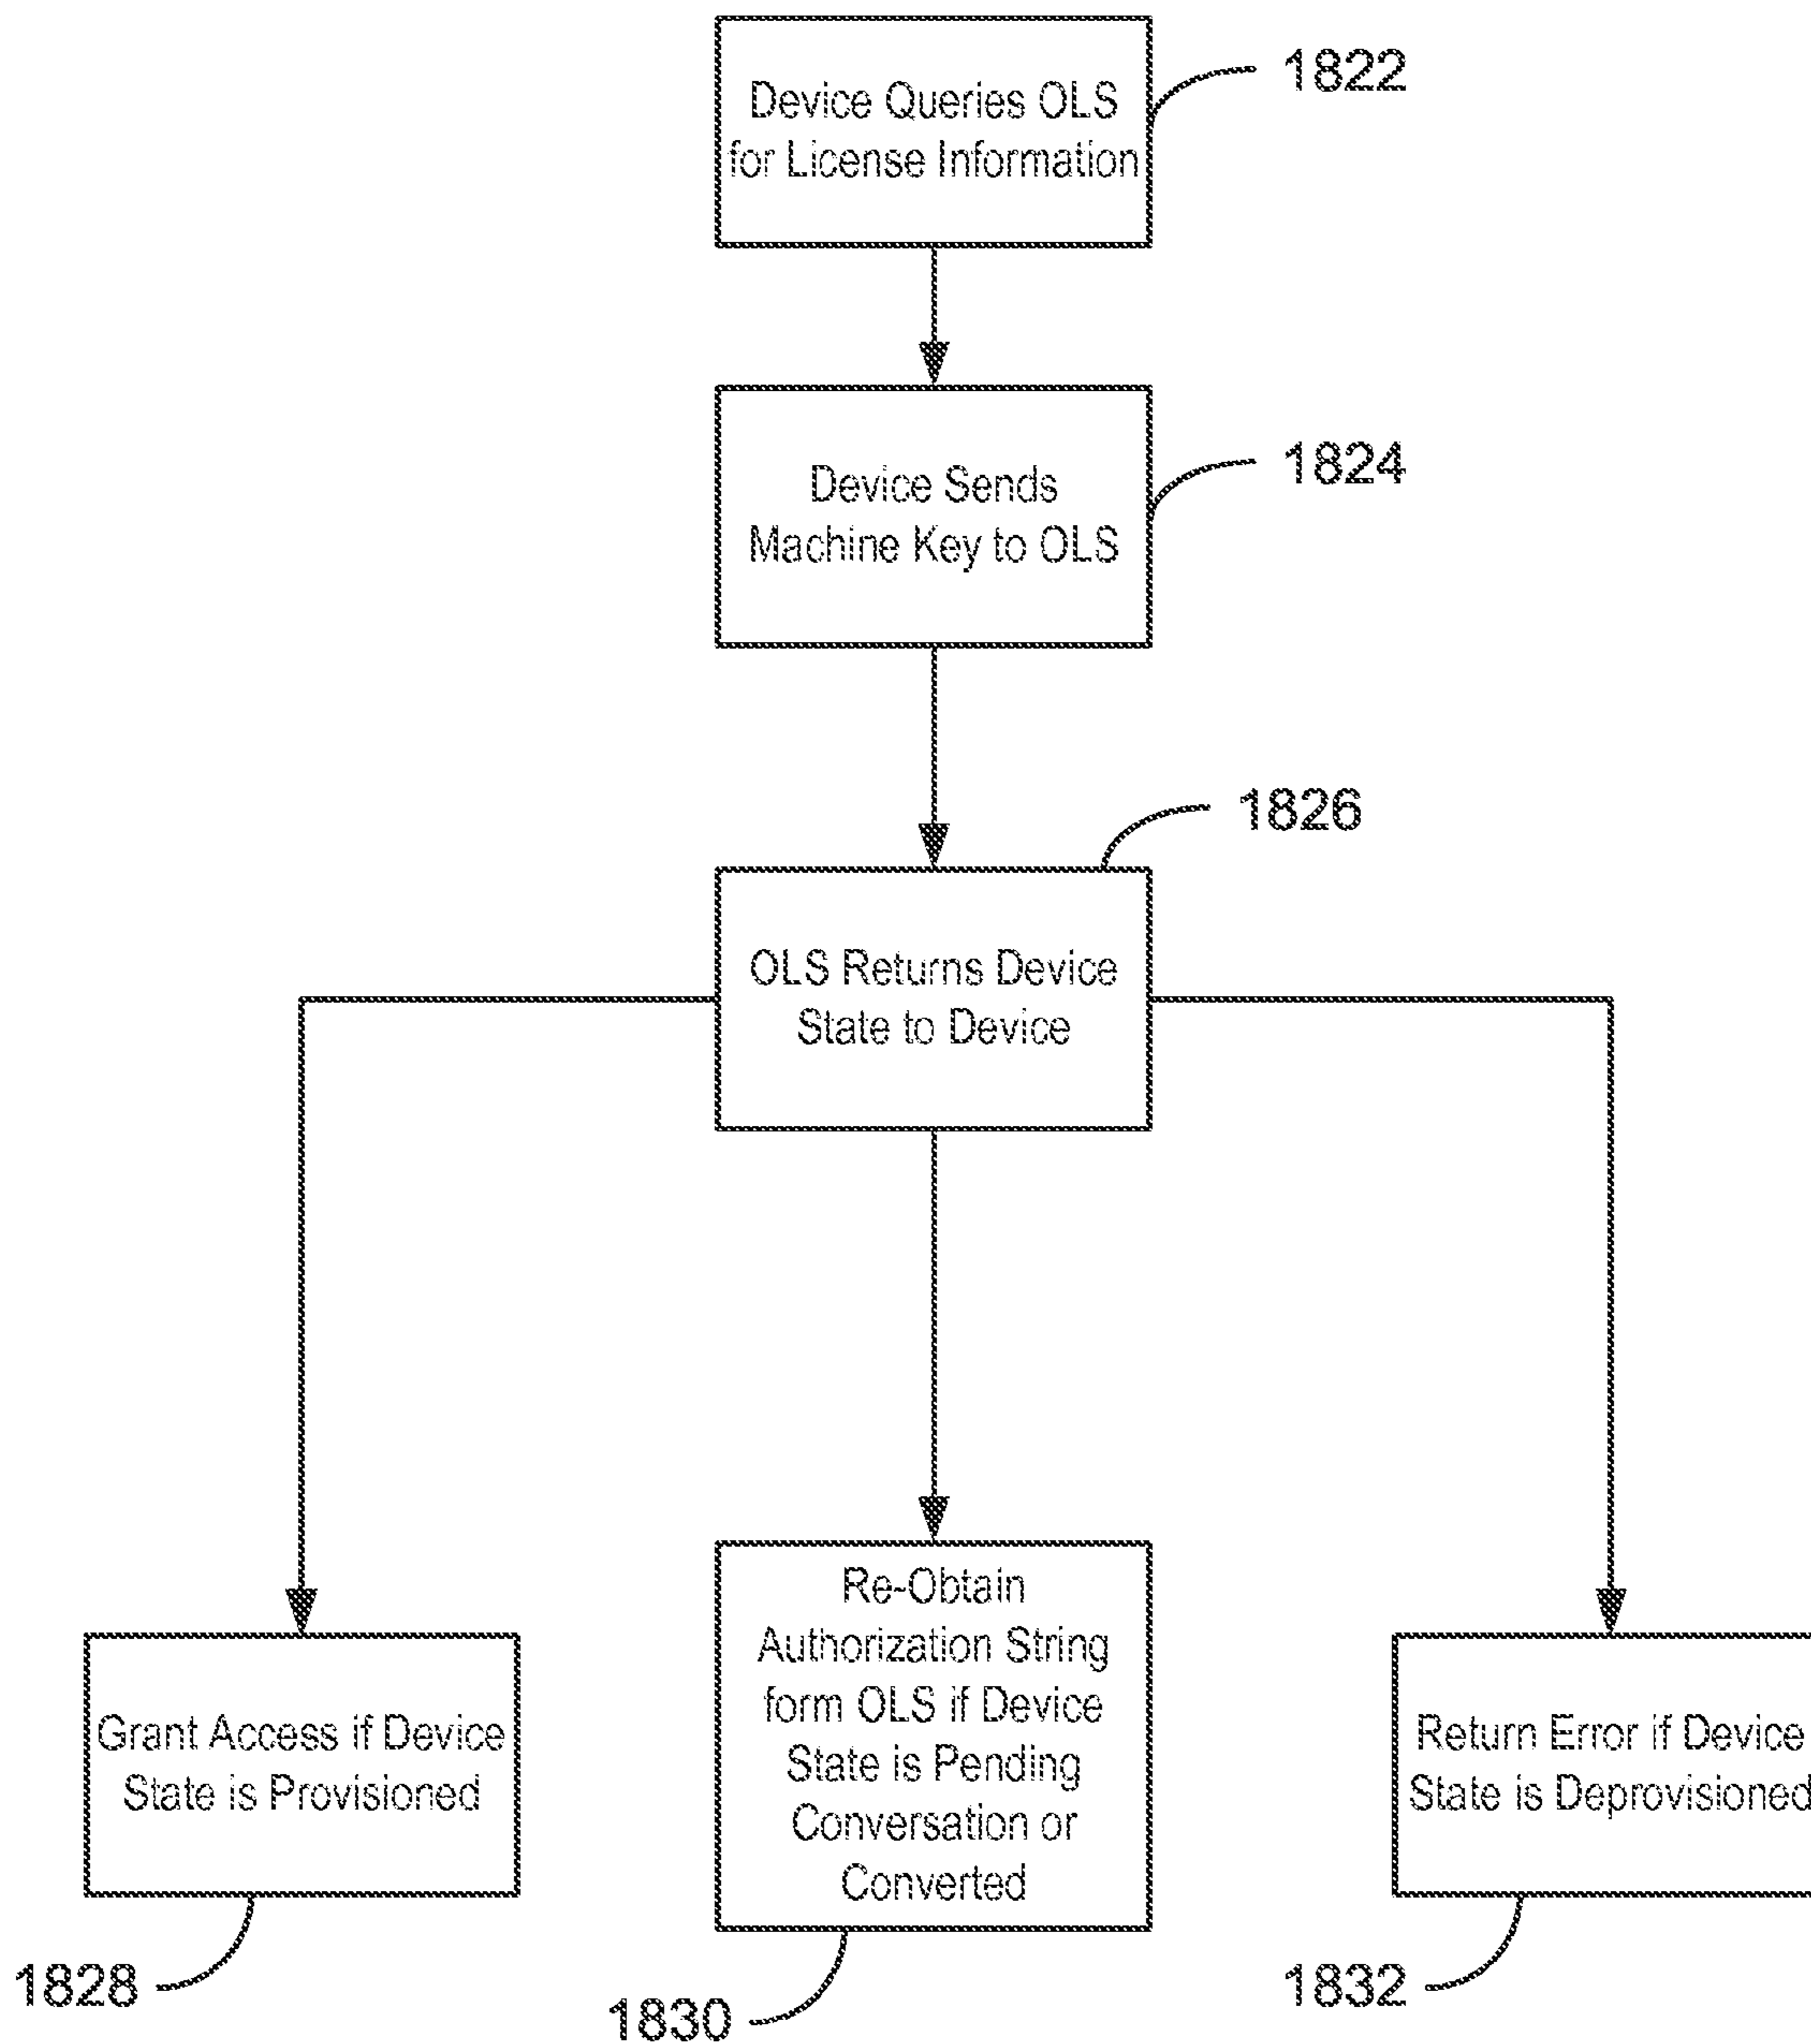 Device Queries OLS
for License Information
1822
Device Sends
Machine Key to OLS
1824
1826
OLS Returns Device
State to Device
Grant Access if Device
State is Provisioned
1828
Re-Obtain
Authorization String
form OLS if Device
State is Pending
Conversation or
Converted
1830
Return Error if Device
State is Deprovisioned
1832